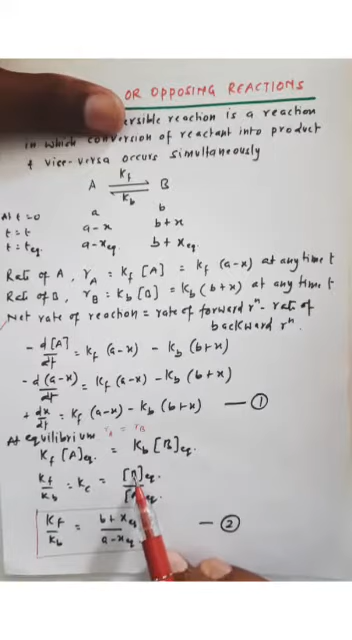 OR OPPOSING REACTIONS
ersible reaction is a reaction
in which conversion of reactant into product
& vice-versa occurs simultaneously
A ⇌ B
Kf
Kb
At t=0 a b
t = t a-x b+x
t = teq a-xeq. b+xeq.
Rate of A, rA = Kf [A] = Kf (a-x) at any time t
Rate of B, rB = Kb [B] = Kb (b+x) at any time t
Net rate of reaction = rate of forward rⁿ - rate of
backward rⁿ
-d[A]/dt = Kf (a-x) - Kb (b+x)
-d(a-x)/dt = Kf (a-x) - Kb (b+x)
+dx/dt = Kf (a-x) - Kb (b+x) — ①
At equilibrium rA = rB
Kf [A]eq. = Kb [B]eq.
Kf/Kb = Kc = [B]eq./[A]eq.
Kf/Kb = b+xeq/a-xeq — ②